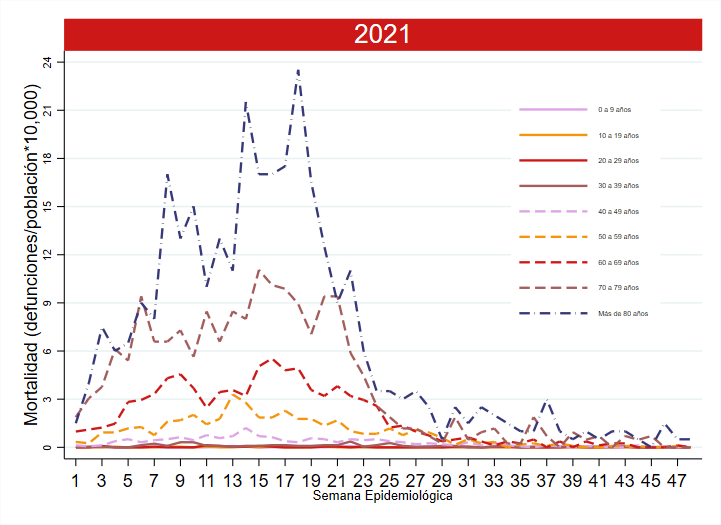 2021
Mortalidad (defunciones/población*10,000)
24
21
18
15
12
9
6
3
0
0 a 9 años
10 a 19 años
20 a 29 años
30 a 39 años
40 a 49 años
50 a 59 años
60 a 69 años
70 a 79 años
Más de 80 años
1 3 5 7 9 11 13 15 17 19 21 23 25 27 29 31 33 35 37 39 41 43 45 47
Semana Epidemiológica